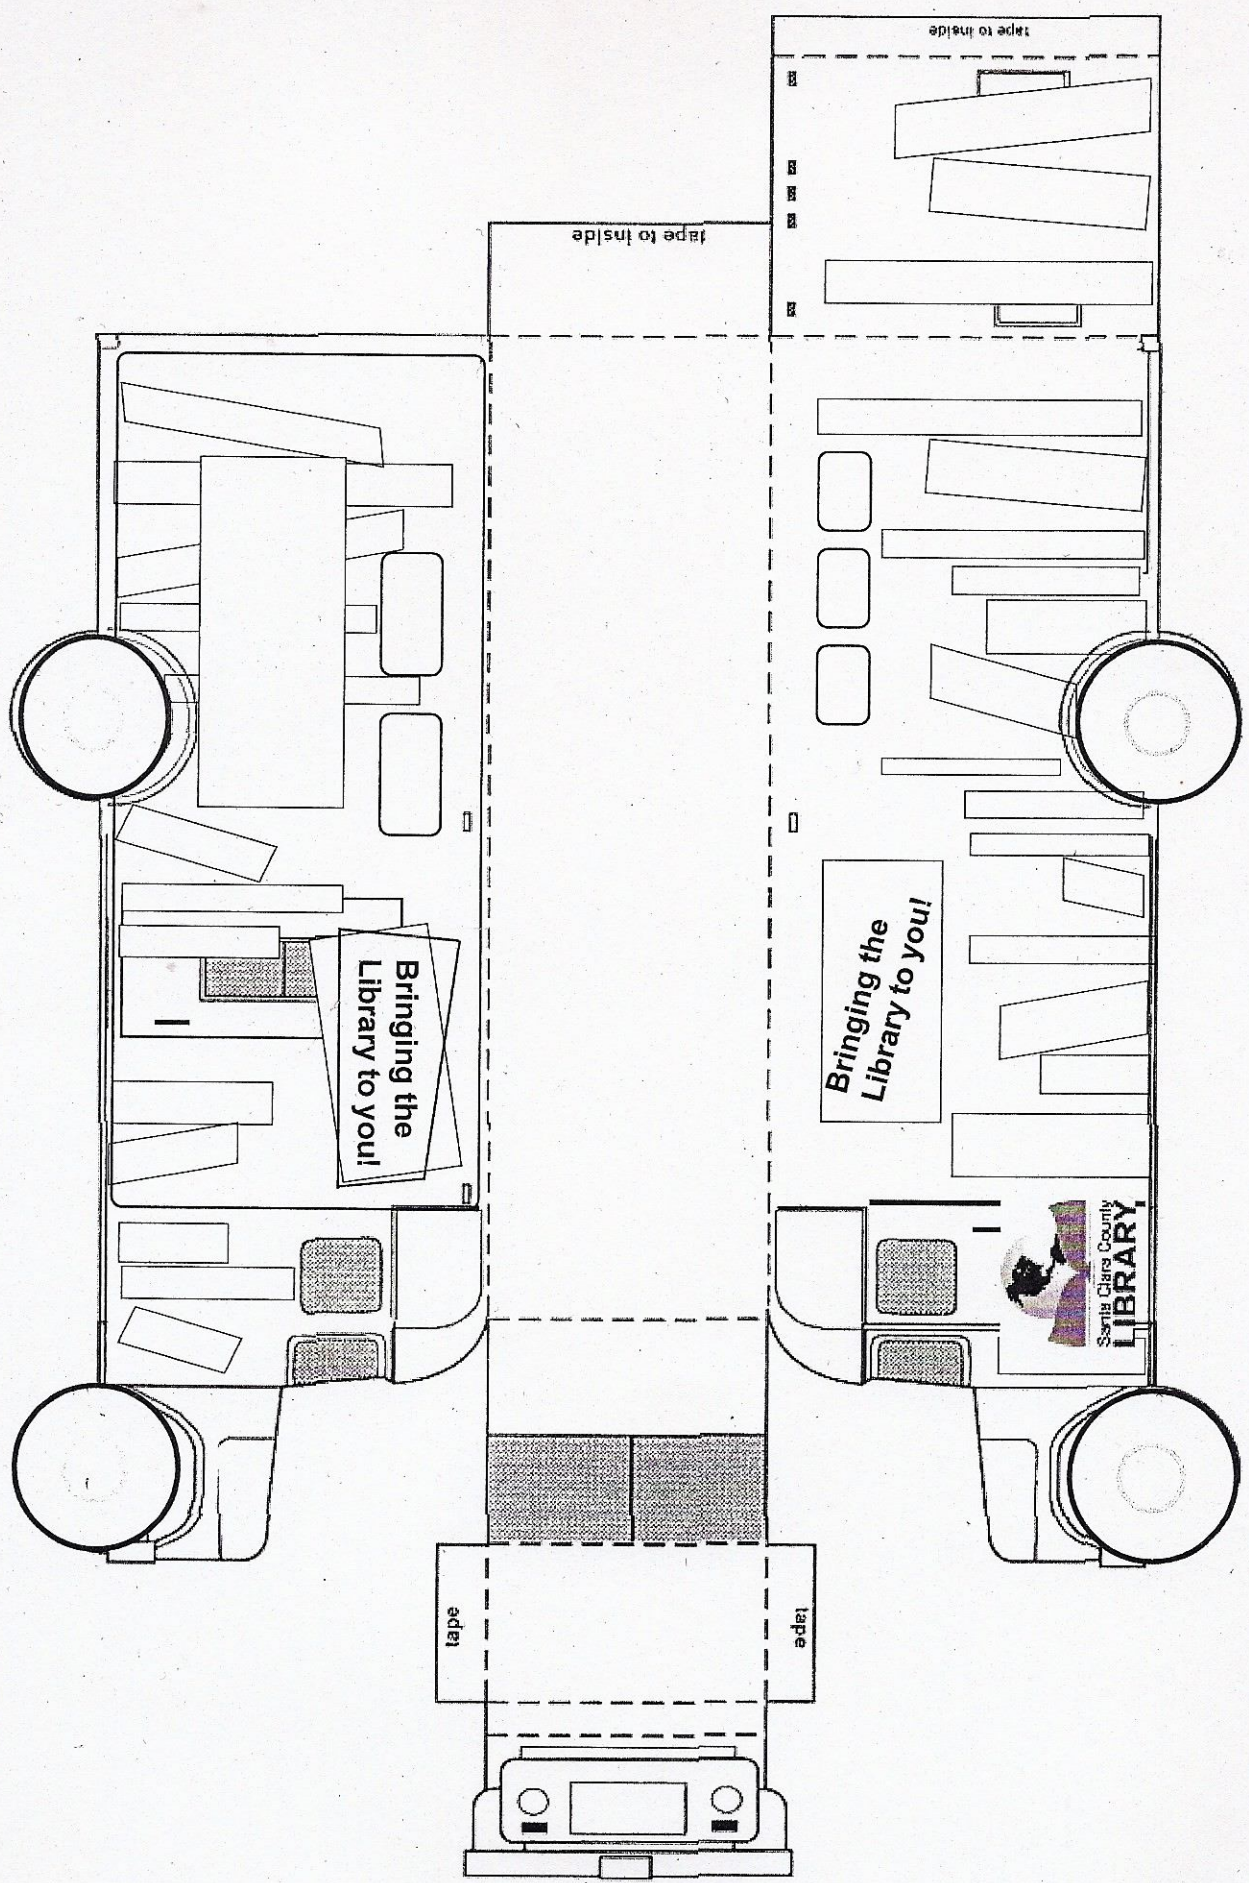 tape to inside
tape to inside
Bringing the
Library to you!
Bringing the
Library to you!
Santa Clara County
LIBRARY
tape
tape